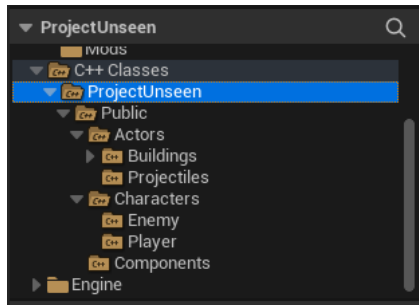 ProjectUnseen
Mods
C++ Classes
ProjectUnseen
Public
Actors
Buildings
Projectiles
Characters
Enemy
Player
Components
Engine